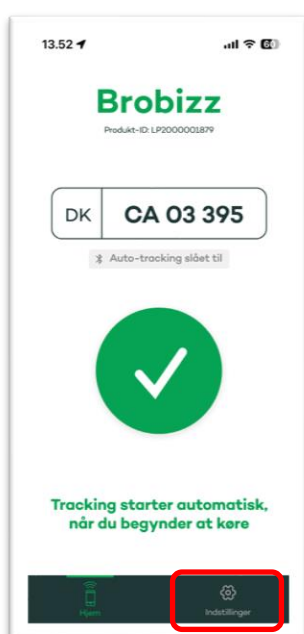 13.52
60
Brobizz
Produkt-ID: LP2000001879
DK CA 03 395
Auto-tracking slået til
Tracking starter automatisk,
når du begynder at køre
Hjem Indstillinger